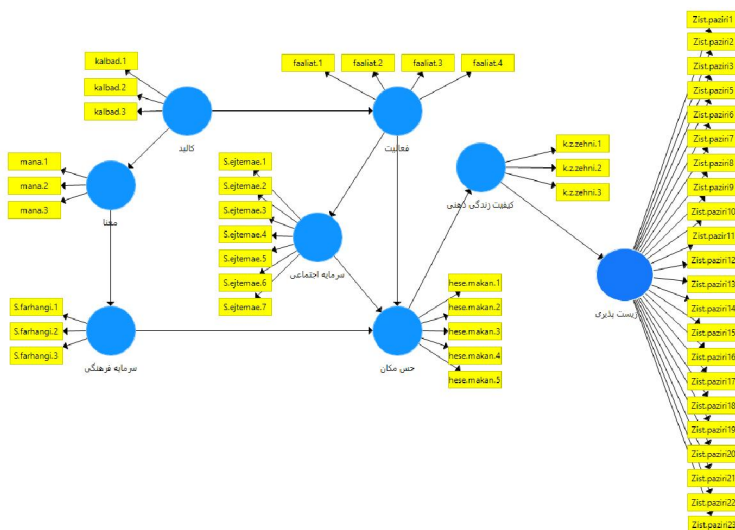 Zist.paziri1
Zist.paziri2
Zist.paziri3
Zist.paziri5
Zist.paziri6
Zist.paziri7
Zist.paziri8
Zist.paziri9
Zist.paziri10
Zist.paziri11
Zist.paziri12
Zist.paziri13
Zist.paziri14
Zist.paziri15
Zist.paziri16
Zist.paziri17
Zist.paziri18
Zist.paziri19
Zist.paziri20
Zist.paziri21
Zist.paziri22
Zist.paziri23
زیست پذیری
kalbad.1
kalbad.2
kalbad.3
کالبد
faaliat.1
faaliat.2
faaliat.3
faaliat.4
فعالیت
mana.1
mana.2
mana.3
معنا
S.ejtemae.1
S.ejtemae.2
S.ejtemae.3
S.ejtemae.4
S.ejtemae.5
S.ejtemae.6
S.ejtemae.7
سرمایه اجتماعی
k.z.zehni.1
k.z.zehni.2
k.z.zehni.3
کیفیت زندگی ذهنی
S.farhangi.1
S.farhangi.2
S.farhangi.3
سرمایه فرهنگی
hese.makan.1
hese.makan.2
hese.makan.3
hese.makan.4
hese.makan.5
حس مکان